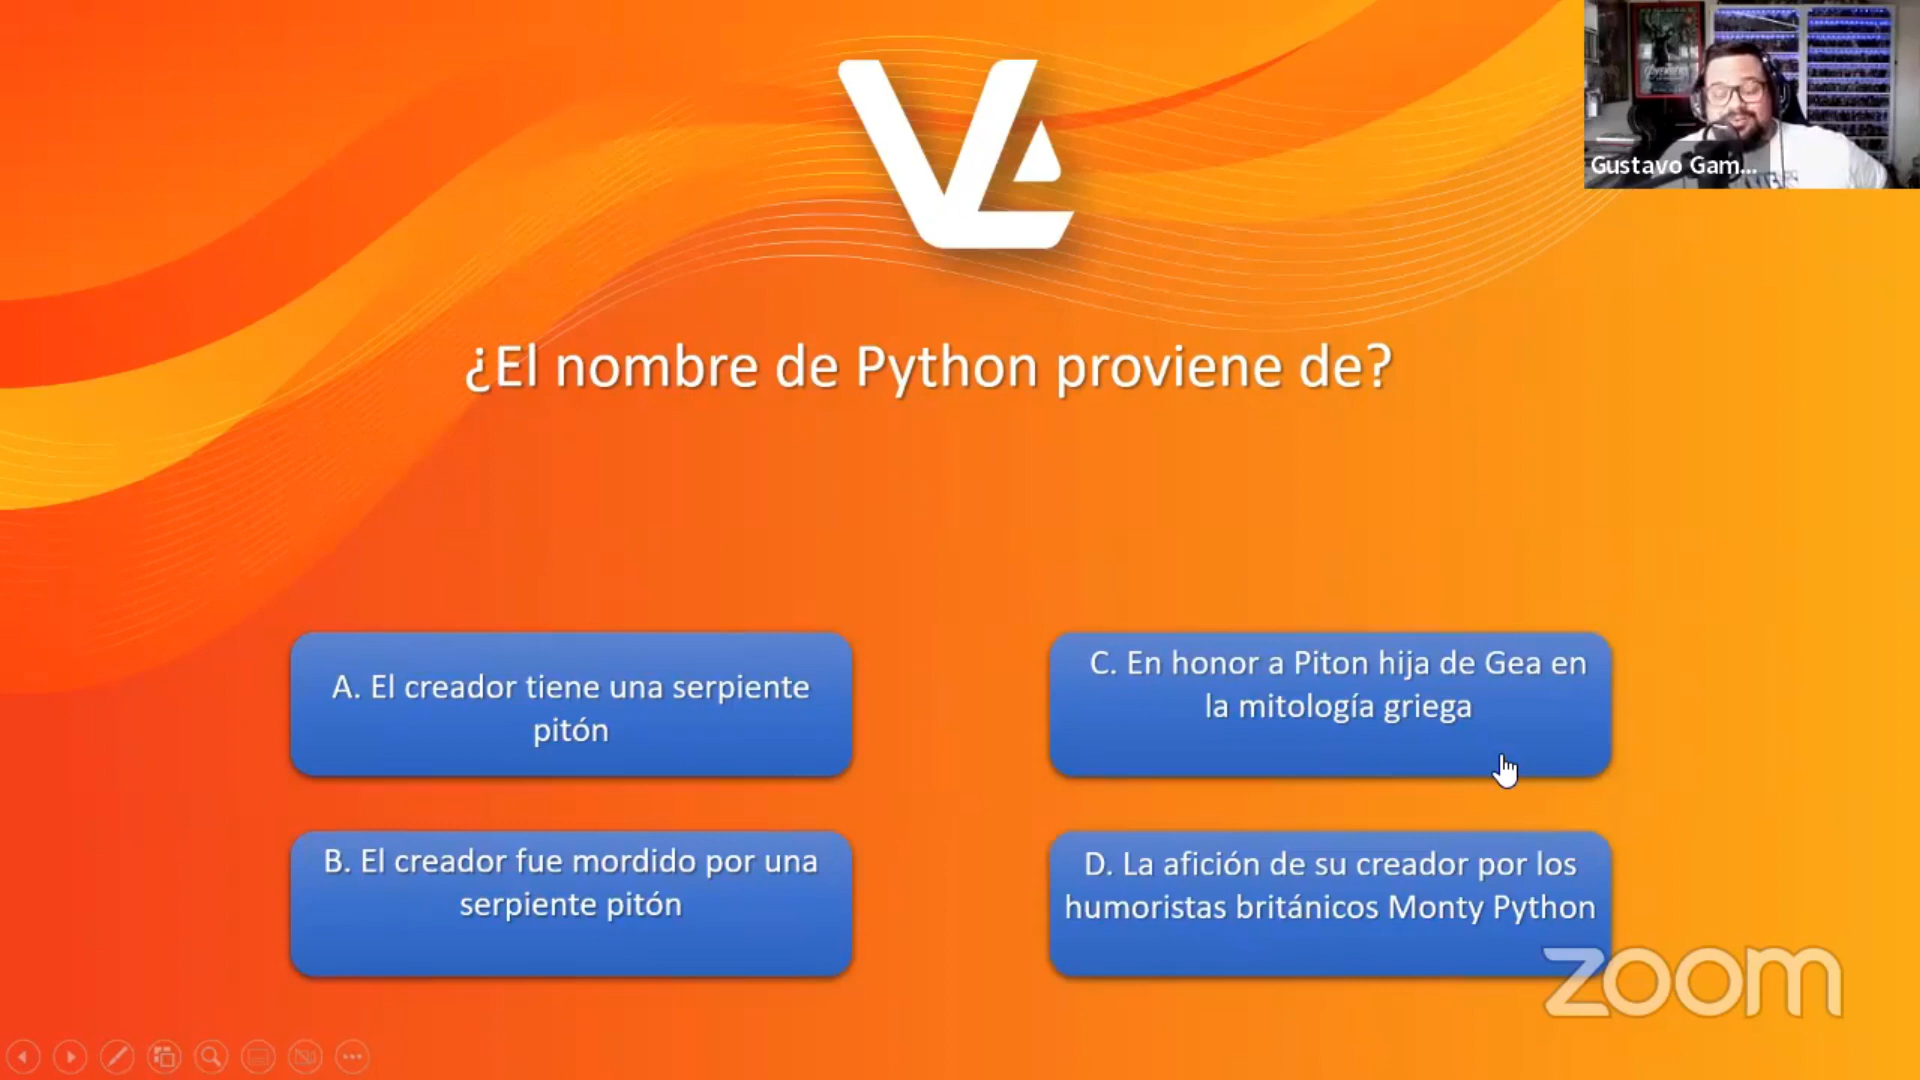 Gustavo Gam...
¿El nombre de Python proviene de?
A. El creador tiene una serpiente
pitón
C. En honor a Piton hija de Gea en
la mitología griega
B. El creador fue mordido por una
serpiente pitón
D. La afición de su creador por los
humoristas británicos Monty Python
zoom